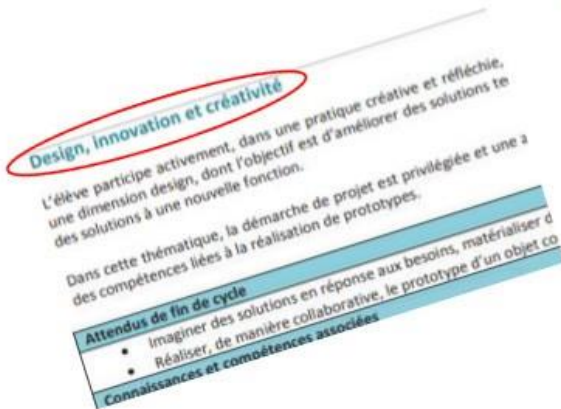 Design, innovation et créativité
L'élève participe activement, dans une pratique créative et réfléchie,
une dimension design, dont l'objectif est d'améliorer des solutions te
des solutions à une nouvelle fonction.
Dans cette thématique, la démarche de projet est privilégiée et une a
des compétences liées à la réalisation de prototypes.
Attendus de fin de cycle
• Imaginer des solutions en réponse aux besoins, matérialiser d
• Réaliser, de manière collaborative, le prototype d'un objet co
Connaissances et compétences associées